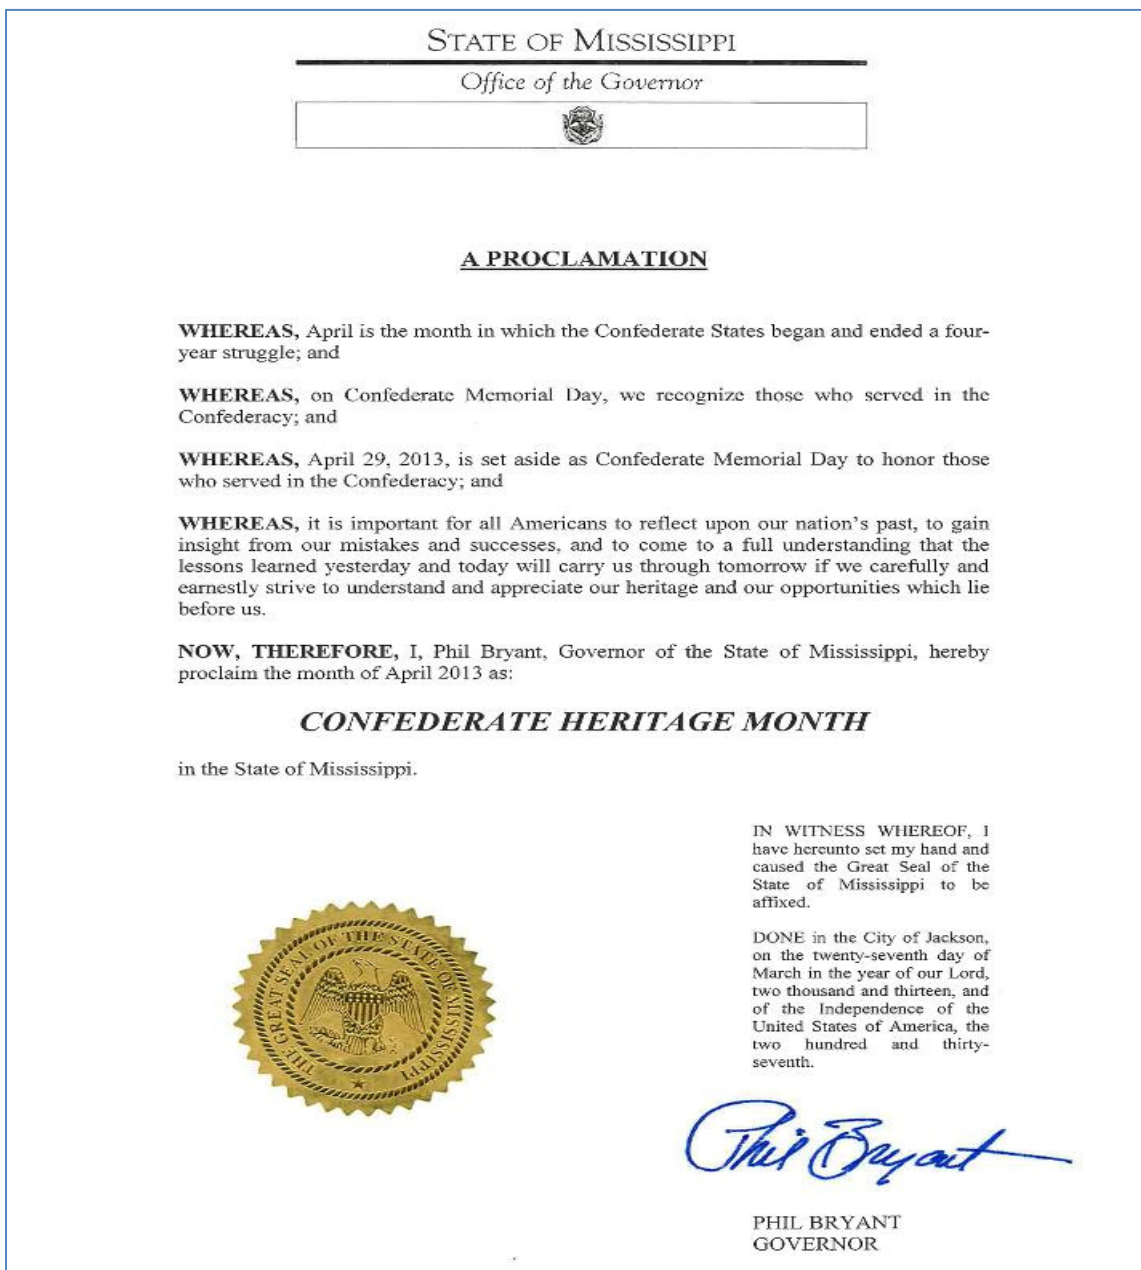 STATE OF MISSISSIPPI
Office of the Governor
A PROCLAMATION
WHEREAS, April is the month in which the Confederate States began and ended a four-
year struggle; and
WHEREAS, on Confederate Memorial Day, we recognize those who served in the
Confederacy; and
WHEREAS, April 29, 2013, is set aside as Confederate Memorial Day to honor those
who served in the Confederacy; and
WHEREAS, it is important for all Americans to reflect upon our nation's past, to gain
insight from our mistakes and successes, and to come to a full understanding that the
lessons learned yesterday and today will carry us through tomorrow if we carefully and
earnestly strive to understand and appreciate our heritage and our opportunities which lie
before us.
NOW, THEREFORE, I, Phil Bryant, Governor of the State of Mississippi, hereby
proclaim the month of April 2013 as:
CONFEDERATE HERITAGE MONTH
in the State of Mississippi.
IN WITNESS WHEREOF, I
have hereunto set my hand and
caused the Great Seal of the
State of Mississippi to be
affixed.
DONE in the City of Jackson,
on the twenty-seventh day of
March in the year of our Lord,
two thousand and thirteen, and
of the Independence of the
United States of America, the
two hundred and thirty-
seventh.
THE GREAT SEAL OF THE STATE OF MISSISSIPPI
Phil Bryant
PHIL BRYANT
GOVERNOR